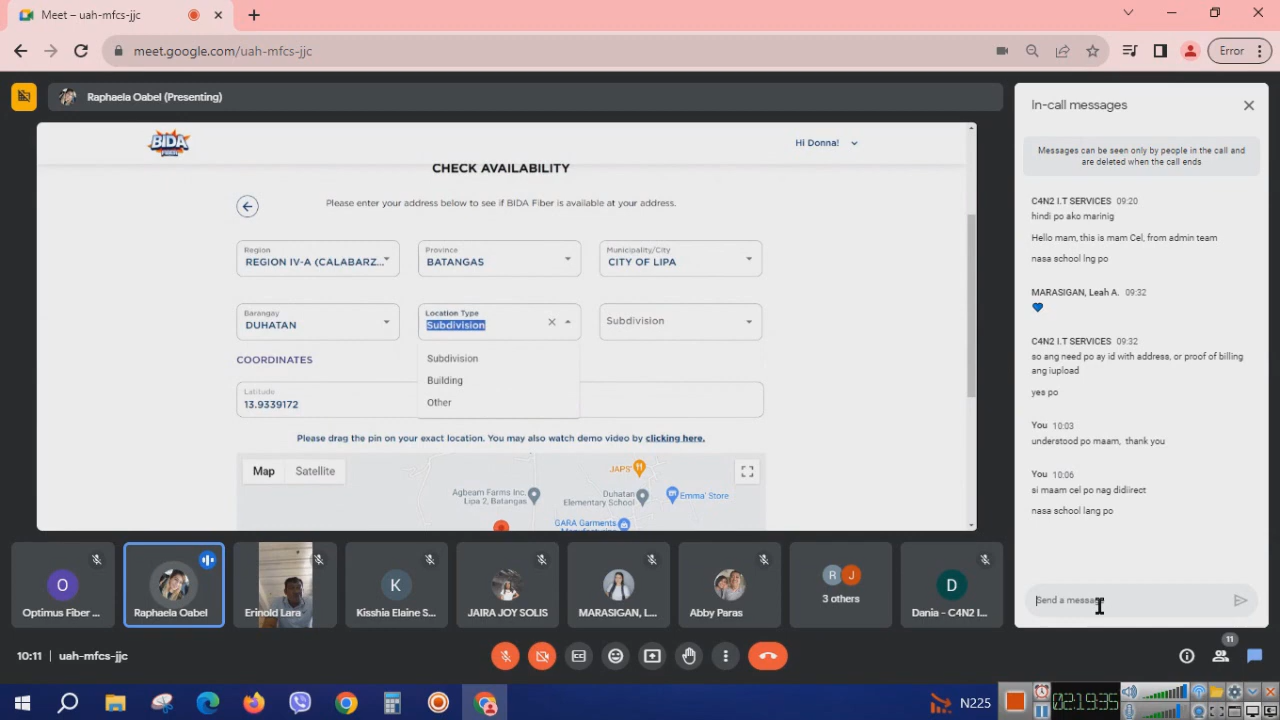 Meet – uah-mfcs-jjc
meet.google.com/uah-mfcs-jjc
Error
Raphaela Oabel (Presenting)
BIDA
FIBER
Hi Donna!
CHECK AVAILABILITY
Please enter your address below to see if BIDA Fiber is available at your address.
Region
REGION IV-A (CALABARZ...
Province
BATANGAS
Municipality/City
CITY OF LIPA
Barangay
DUHATAN
Location Type
Subdivision
Subdivision
COORDINATES
Subdivision
Building
Other
Latitude
13.9339172
Please drag the pin on your exact location. You may also watch demo video by clicking here.
Map
Satellite
JAPS'
Agbeam Farms Inc.
Lipa 2, Batangas
Duhatan
Elementary School
Emma' Store
GARA Garments
In-call messages
Messages can be seen only by people in the call and
are deleted when the call ends
C4N2 I.T SERVICES 09:20
hindi po ako marinig
Hello mam, this is mam Cel, from admin team
nasa school lng po
MARASIGAN, Leah A. 09:32
C4N2 I.T SERVICES 09:32
so ang need po ay id with address, or proof of billing
ang iupload
yes po
You 10:03
understood po maam, thank you
You 10:06
si maam cel po nag didlirect
nasa school lang po
Send a message
O
Optimus Fiber ...
Raphaela Oabel
Erinold Lara
K
Kisshia Elaine S...
JAIRA JOY SOLIS
MARASIGAN, L...
Abby Paras
R
J
3 others
D
Dania - C4N2 I...
10:11
uah-mfcs-jjc
11
N225
02:19:35